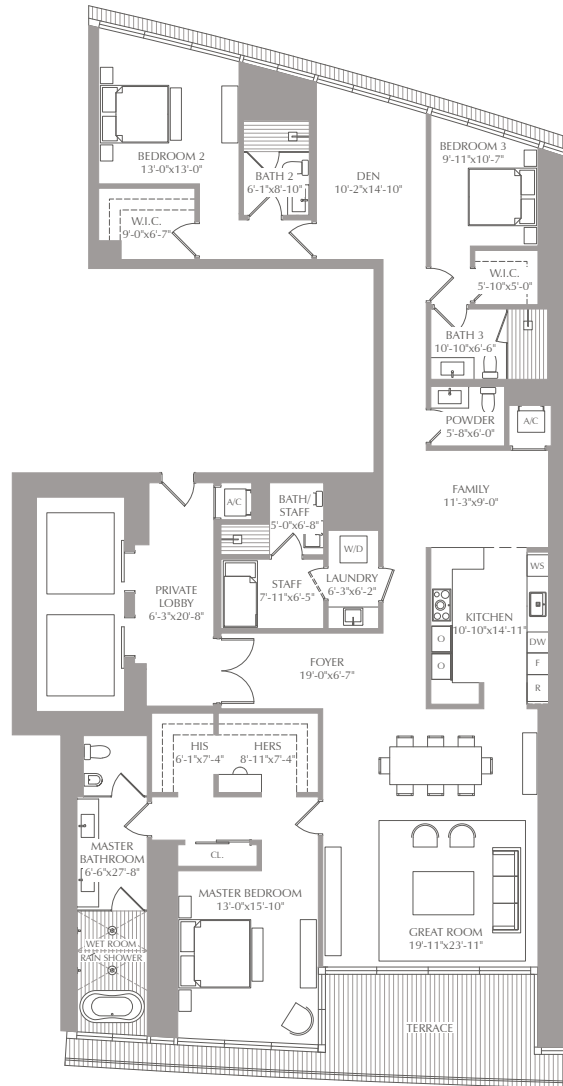 BEDROOM 2
13'-0"x13'-0"
BATH 2
6'-1"x8'-10"
DEN
10'-2"x14'-10"
BEDROOM 3
9'-11"x10'-7"
W.I.C.
9'-0"x6'-7"
W.I.C.
5'-10"x5'-0"
BATH 3
10'-10"x6'-6"
POWDER
5'-8"x6'-0"
A/C
FAMILY
11'-3"x9'-0"
A/C
BATH/
STAFF
5'-0"x6'-8"
W/D
STAFF
7'-11"x6'-5"
LAUNDRY
6'-3"x6'-2"
PRIVATE
LOBBY
6'-3"x20'-8"
WS
KITCHEN
10'-10"x14'-11"
O
O
DW
F
R
FOYER
19'-0"x6'-7"
HIS
6'-1"x7'-4"
HERS
8'-11"x7'-4"
MASTER
BATHROOM
6'-6"x27'-8"
CL.
MASTER BEDROOM
13'-0"x15'-10"
WET ROOM
RAIN SHOWER
GREAT ROOM
19'-11"x23'-11"
TERRACE